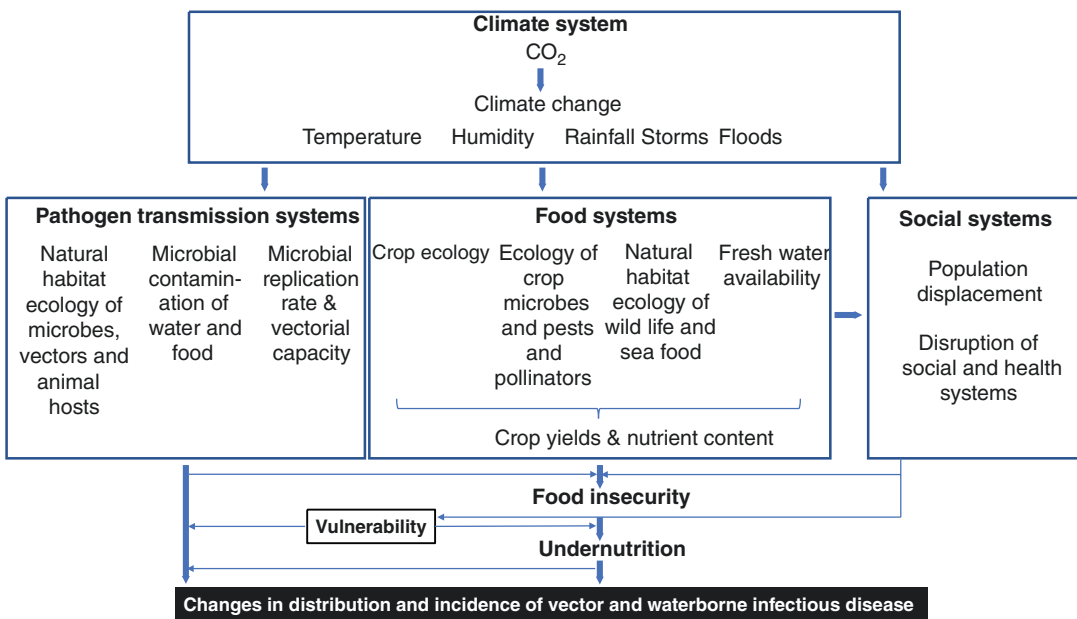 Climate system
CO₂
Climate change
Temperature Humidity Rainfall Storms Floods
Pathogen transmission systems
Natural
habitat
ecology of
microbes,
vectors and
animal
hosts
Microbial
contamin-
ation of
water and
food
Microbial
replication
rate &
vectorial
capacity
Food systems
Crop ecology
Ecology of
crop
microbes
and pests
and
pollinators
Natural
habitat
ecology of
wild life and
sea food
Fresh water
availability
Crop yields & nutrient content
Social systems
Population
displacement
Disruption of
social and health
systems
Food insecurity
Vulnerability
Undernutrition
Changes in distribution and incidence of vector and waterborne infectious disease